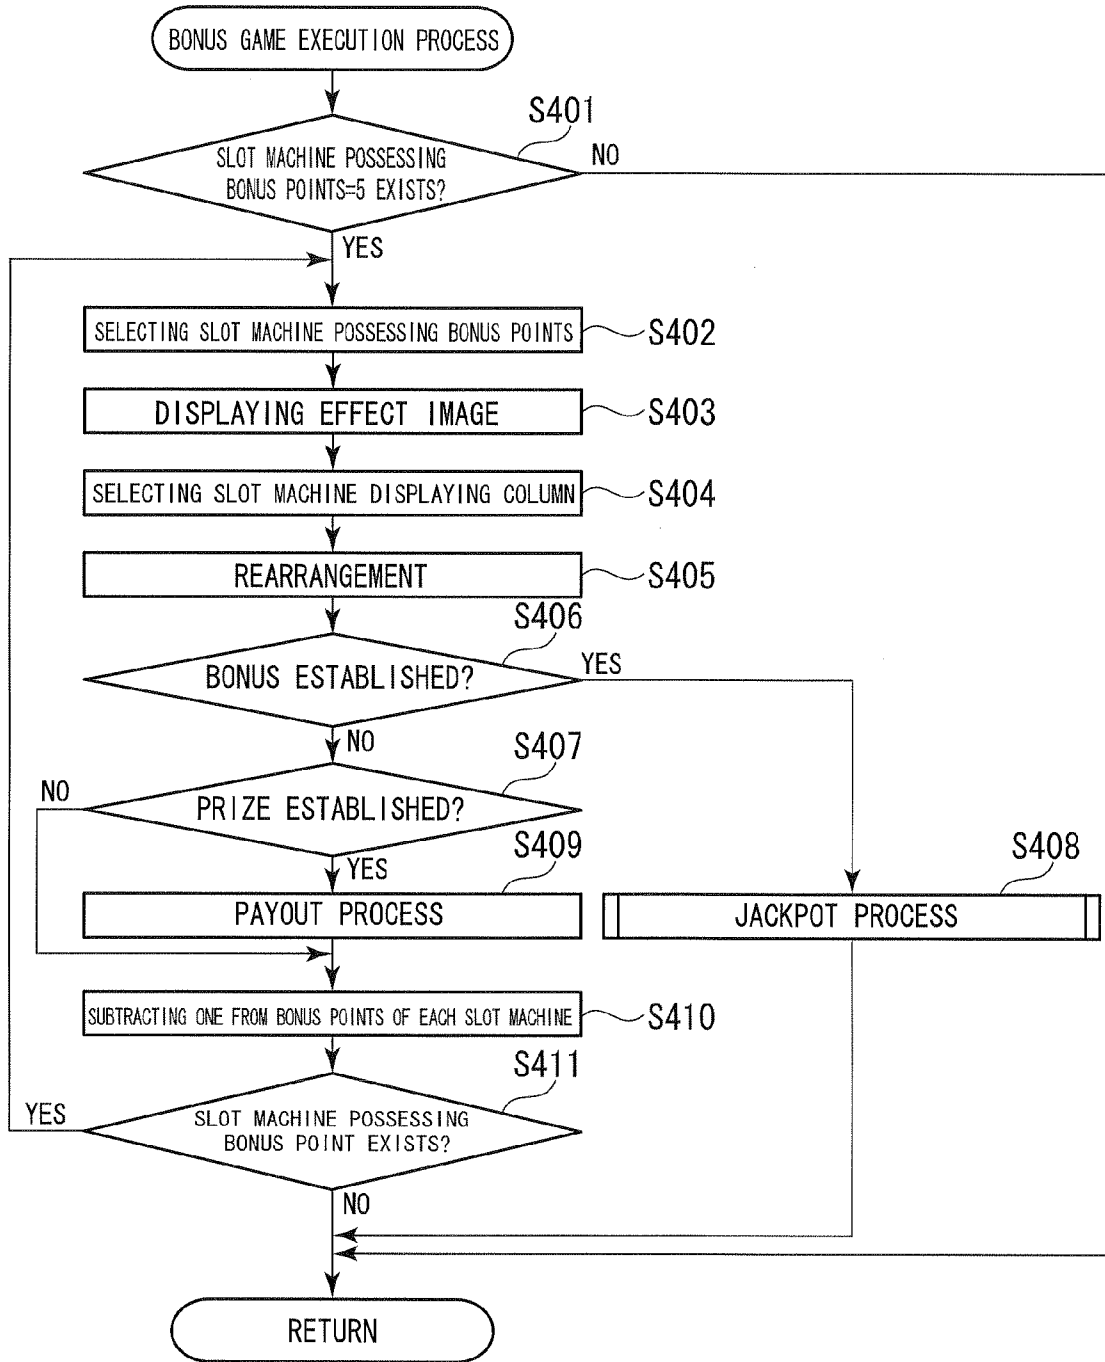 BONUS GAME EXECUTION PROCESS
S401
SLOT MACHINE POSSESSING
BONUS POINTS=5 EXISTS?
NO
YES
SELECTING SLOT MACHINE POSSESSING BONUS POINTS
S402
DISPLAYING EFFECT IMAGE
S403
SELECTING SLOT MACHINE DISPLAYING COLUMN
S404
REARRANGEMENT
S405
S406
BONUS ESTABLISHED?
YES
NO
S407
NO
PRIZE ESTABLISHED?
YES
S409
PAYOUT PROCESS
S408
JACKPOT PROCESS
SUBTRACTING ONE FROM BONUS POINTS OF EACH SLOT MACHINE
S410
S411
YES
SLOT MACHINE POSSESSING
BONUS POINT EXISTS?
NO
RETURN